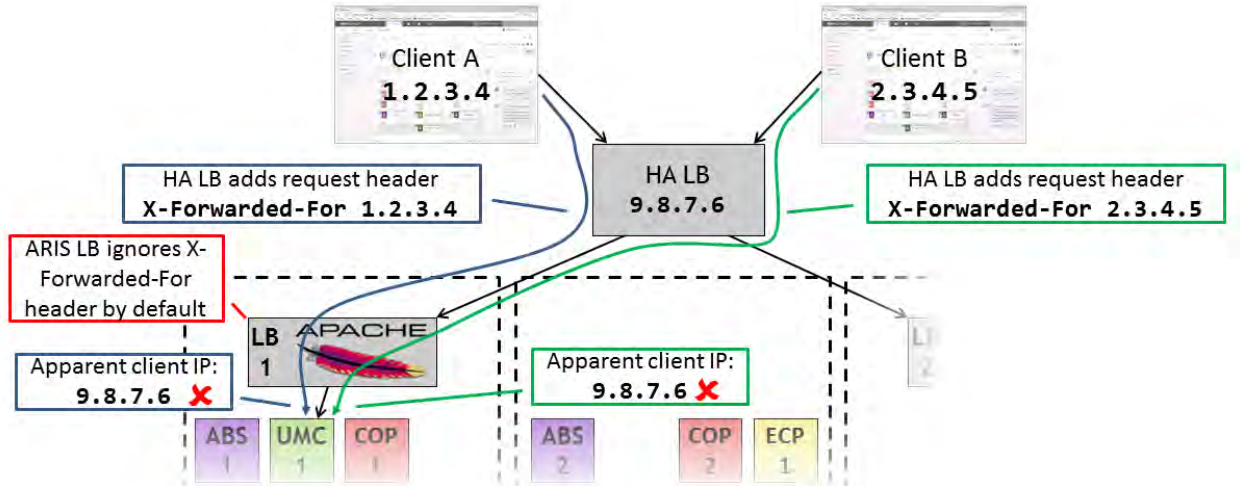 Client A
1.2.3.4
Client B
2.3.4.5
HA LB
9.8.7.6
HA LB adds request header
X-Forwarded-For 1.2.3.4
HA LB adds request header
X-Forwarded-For 2.3.4.5
ARIS LB ignores X-
Forwarded-For
header by default
LB
1
APACHE
Apparent client IP:
9.8.7.6
Apparent client IP:
9.8.7.6
ABS
1
UMC
1
COP
1
ABS
2
COP
2
ECP
1
2